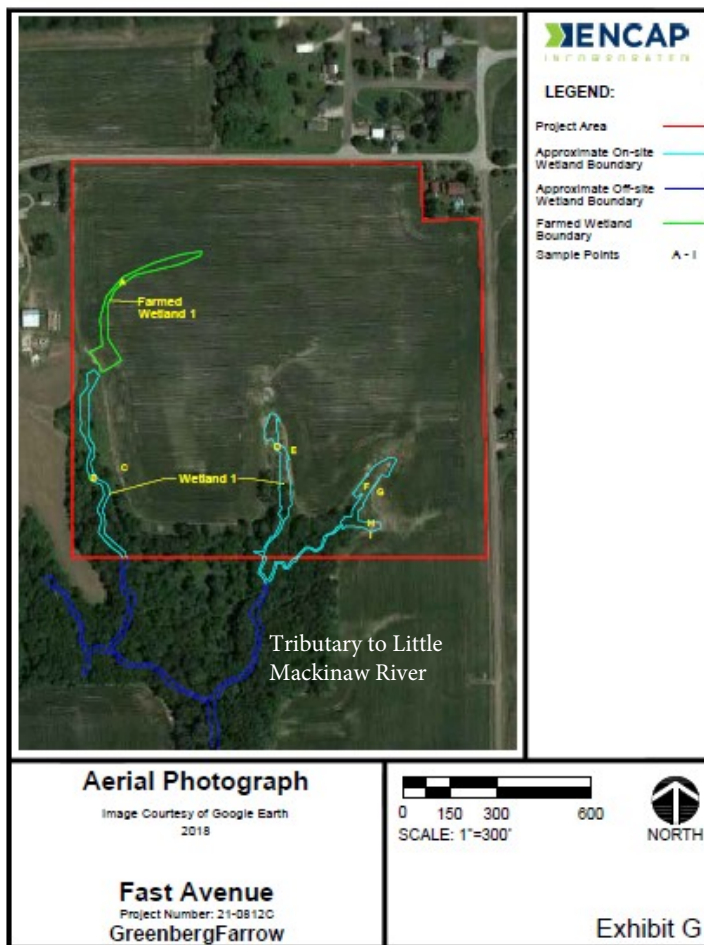 ENCAP
INCORPORATED
LEGEND:
Project Area
Approximate On-site
Wetland Boundary
Approximate Off-site
Wetland Boundary
Farmed Wetland
Boundary
Sample Points A - I
A
Farmed
Wetland 1
B
C
Wetland 1
D
E
F
G
H
I
Tributary to Little
Mackinaw River
Aerial Photograph
Image Courtesy of Google Earth
2018
Fast Avenue
Project Number: 21-0812C
GreenbergFarrow
0 150 300 600
SCALE: 1"=300'
NORTH
Exhibit G